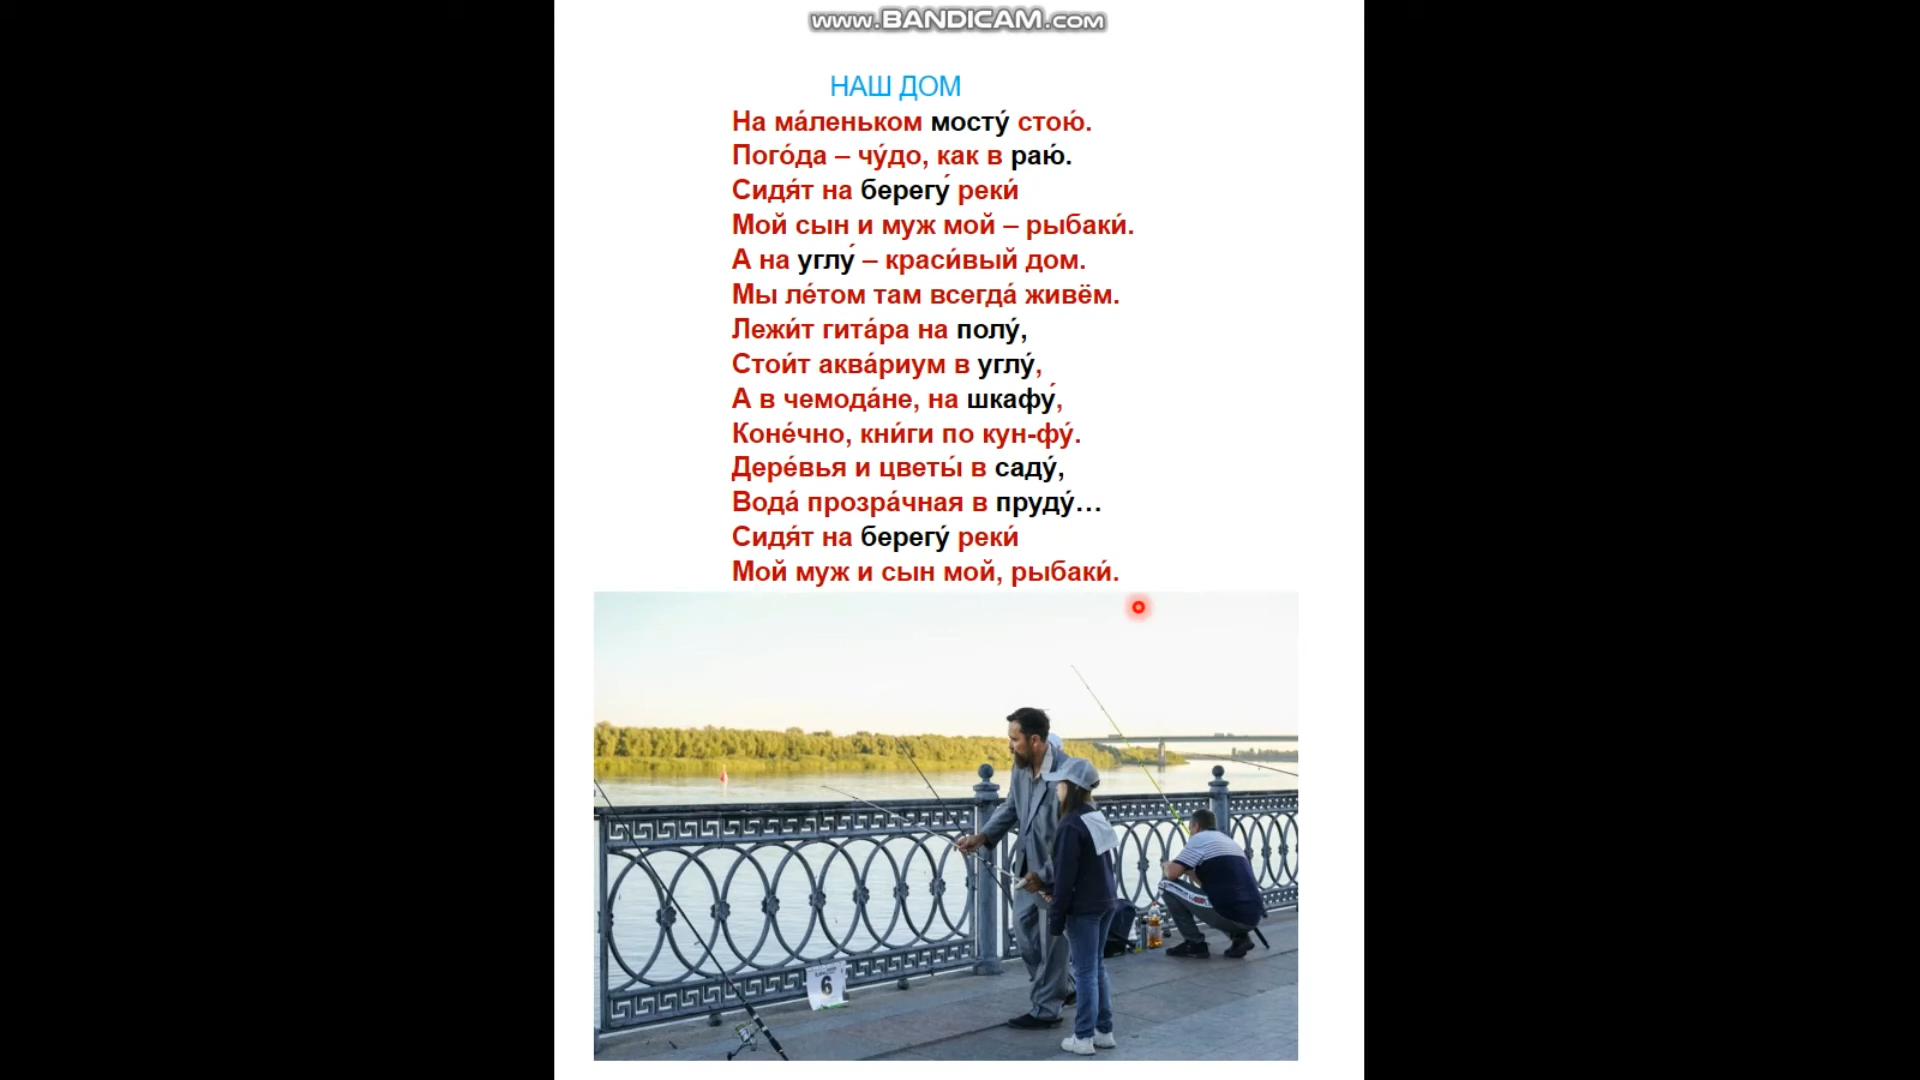 www.BANDICAM.com
НАШ ДОМ
На ма́леньком мосту́ стою́.
Пого́да – чу́до, как в раю́.
Сидя́т на берегу́ реки́
Мой сын и муж мой – рыбаки́.
А на углу́ – краси́вый дом.
Мы ле́том там всегда́ живём.
Лежи́т гита́ра на полу́,
Стои́т аква́риум в углу́,
А в чемода́не, на шкафу́,
Коне́чно, кни́ги по кун-фу́.
Дере́вья и цветы́ в саду́,
Вода́ прозра́чная в пруду́…
Сидя́т на берегу́ реки́
Мой муж и сын мой, рыбаки́.
6